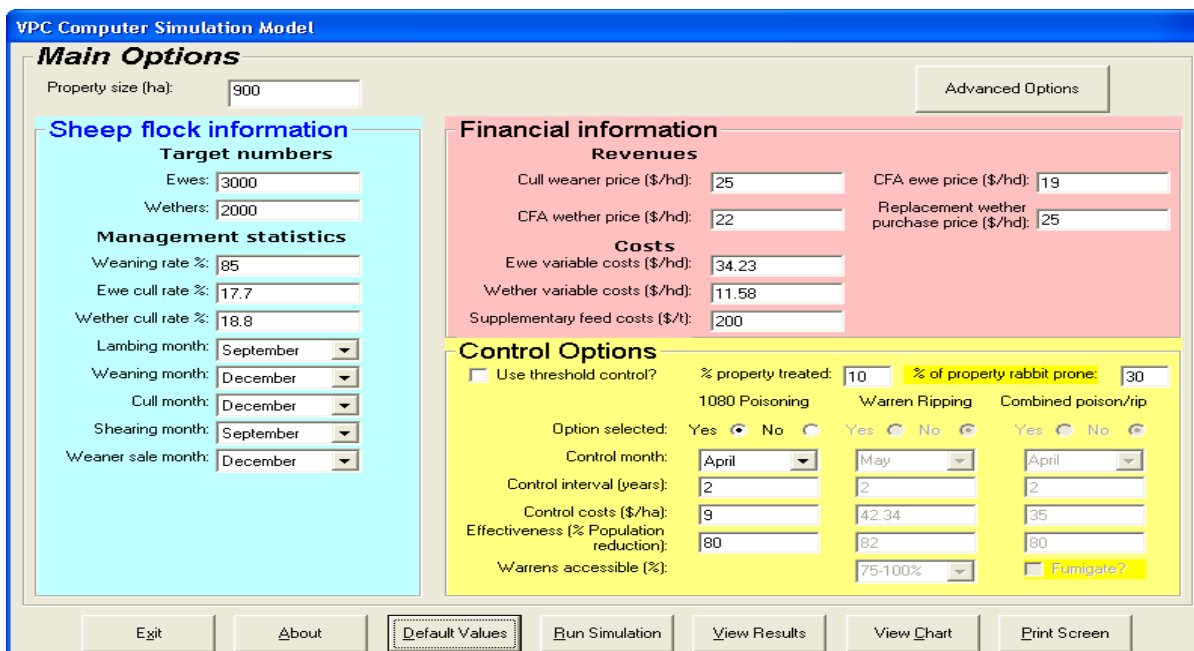 VPC Computer Simulation Model
Main Options
Property size (ha): 900
Advanced Options
Sheep flock information
Target numbers
Ewes: 3000
Wethers: 2000
Management statistics
Weaning rate %: 85
Ewe cull rate %: 17.7
Wether cull rate %: 18.8
Lambing month: September
Weaning month: December
Cull month: December
Shearing month: September
Weaner sale month: December
Financial information
Revenues
Cull weaner price ($/hd): 25 CFA ewe price ($/hd): 19
CFA wether price ($/hd): 22 Replacement wether
purchase price ($/hd): 25
Costs
Ewe variable costs ($/hd): 34.23
Wether variable costs ($/hd): 11.58
Supplementary feed costs ($/t): 200
Control Options
Use threshold control? % property treated: 10 % of property rabbit prone: 30
1080 Poisoning Warren Ripping Combined poison/rip
Option selected: Yes No Yes No Yes No
Control month: April May April
Control interval (years): 2 2 2
Control costs ($/ha): 9 42.34 35
Effectiveness (% Population
reduction): 80 82 80
Warrens accessible (%): 75-100% Fumigate?
Exit About Default Values Run Simulation View Results View Chart Print Screen